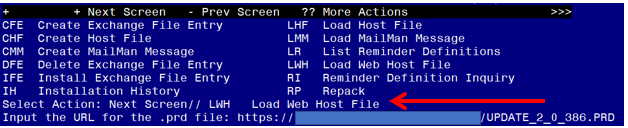 + + Next Screen - Prev Screen ?? More Actions >>>
CFE Create Exchange File Entry LHF Load Host File
CHF Create Host File LMM Load MailMan Message
CMM Create MailMan Message LR List Reminder Definitions
DFE Delete Exchange File Entry LWH Load Web Host File
IFE Install Exchange File Entry RI Reminder Definition Inquiry
IH Installation History RP Repack
Select Action: Next Screen// LWH Load Web Host File
Input the URL for the .prd file: https:// /UPDATE_2_0_386.PRD